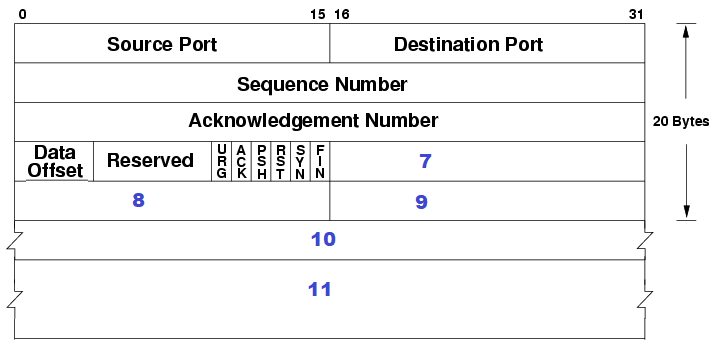 0 15 16 31
Source Port Destination Port
Sequence Number
Acknowledgement Number
20 Bytes
Data Offset Reserved URG ACK PSH RST SYN FIN 7
8 9
10
11